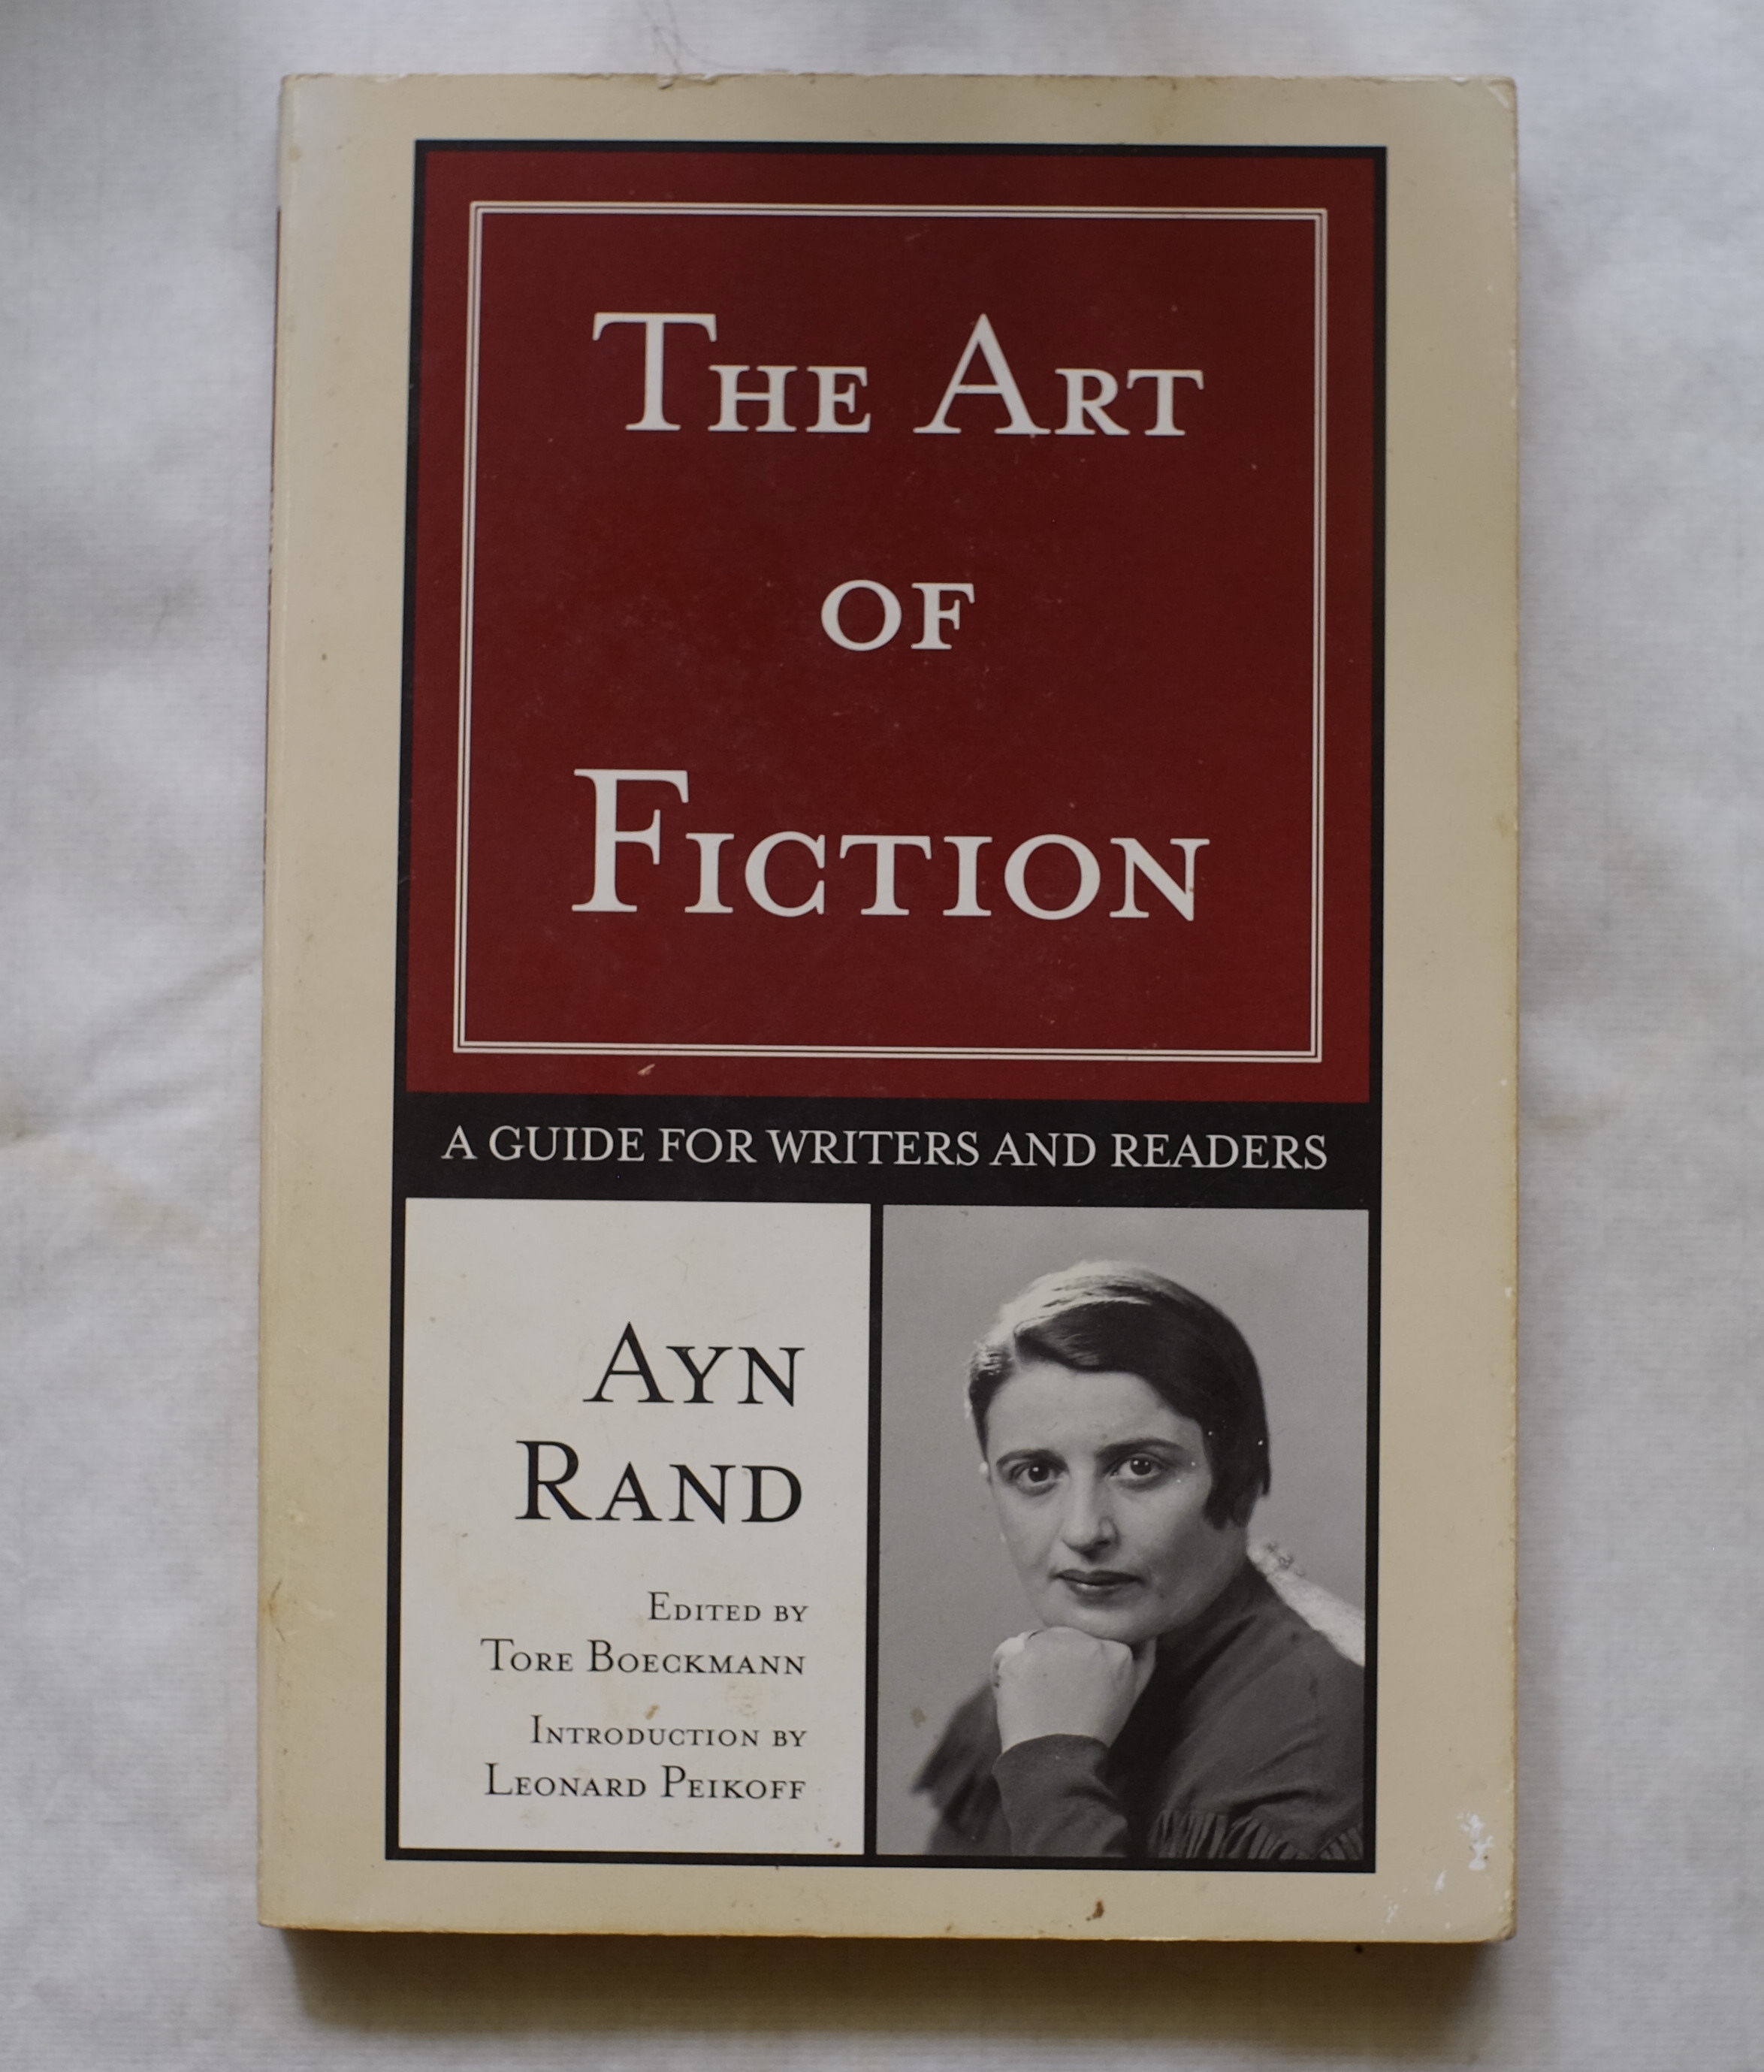 THE ART
OF
FICTION
A GUIDE FOR WRITERS AND READERS
AYN
RAND
EDITED BY
TORE BOECKMANN
INTRODUCTION BY
LEONARD PEIKOFF